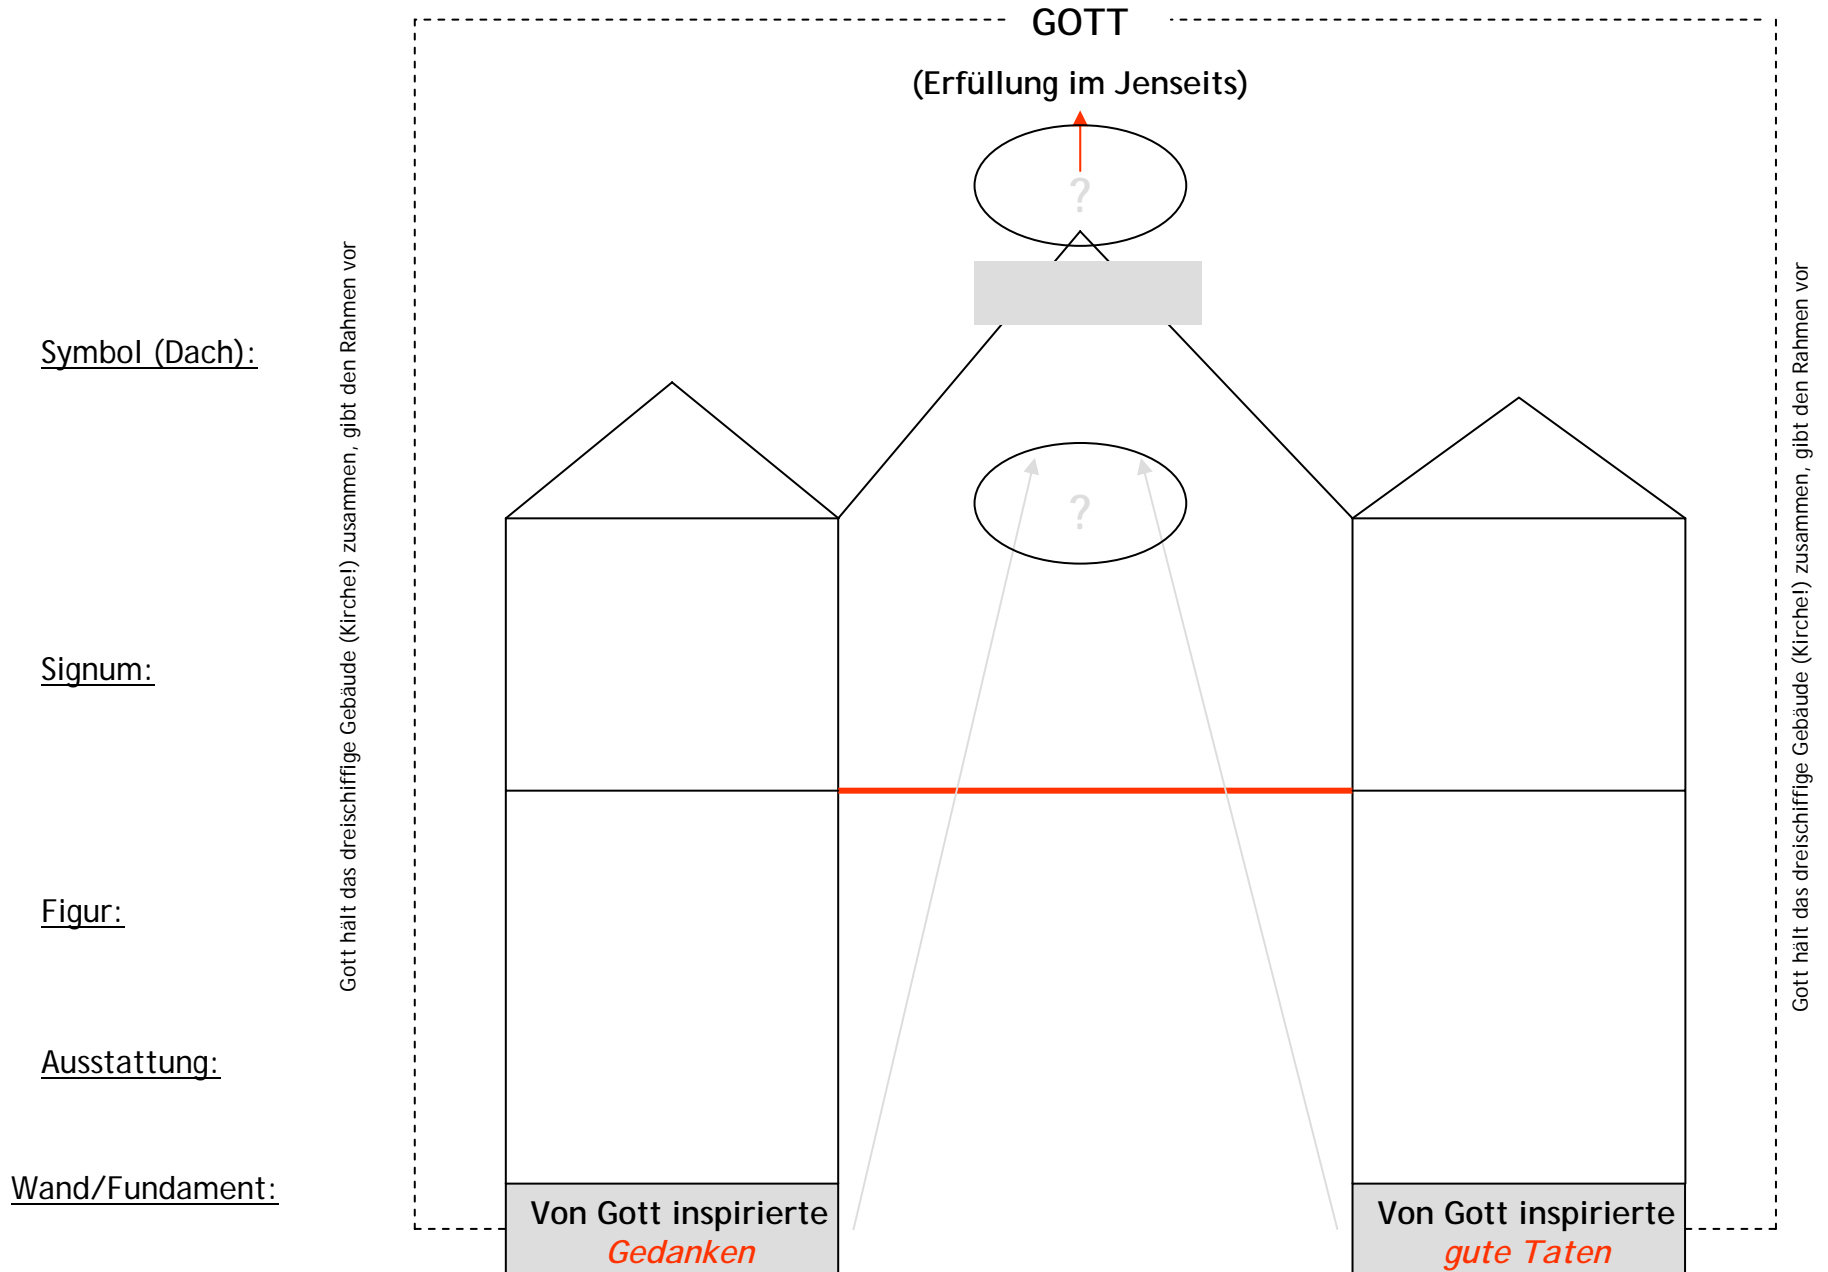 GOTT
(Erfüllung im Jenseits)
?
Gott hält das dreischiffige Gebäude (Kirche!) zusammen, gibt den Rahmen vor
Gott hält das dreischiffige Gebäude (Kirche!) zusammen, gibt den Rahmen vor
Symbol (Dach):
?
Signum:
Figur:
Ausstattung:
Wand/Fundament:
Von Gott inspirierte
Gedanken
Von Gott inspirierte
gute Taten